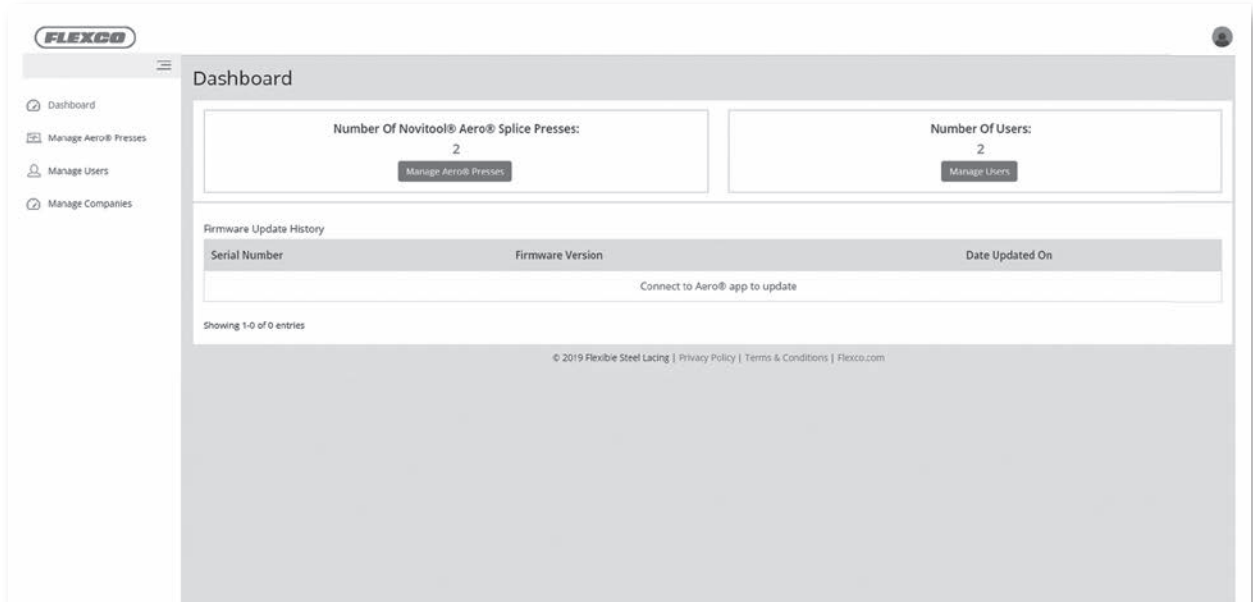 FLEXCO
Dashboard
Manage Aero® Presses
Manage Users
Manage Companies
Dashboard
Number Of Novitool® Aero® Splice Presses:
2
Manage Aero® Presses
Number Of Users:
2
Manage Users
Firmware Update History
Serial Number Firmware Version Date Updated On
Connect to Aero® app to update
Showing 1-0 of 0 entries
© 2019 Flexible Steel Lacing | Privacy Policy | Terms & Conditions | Flexco.com